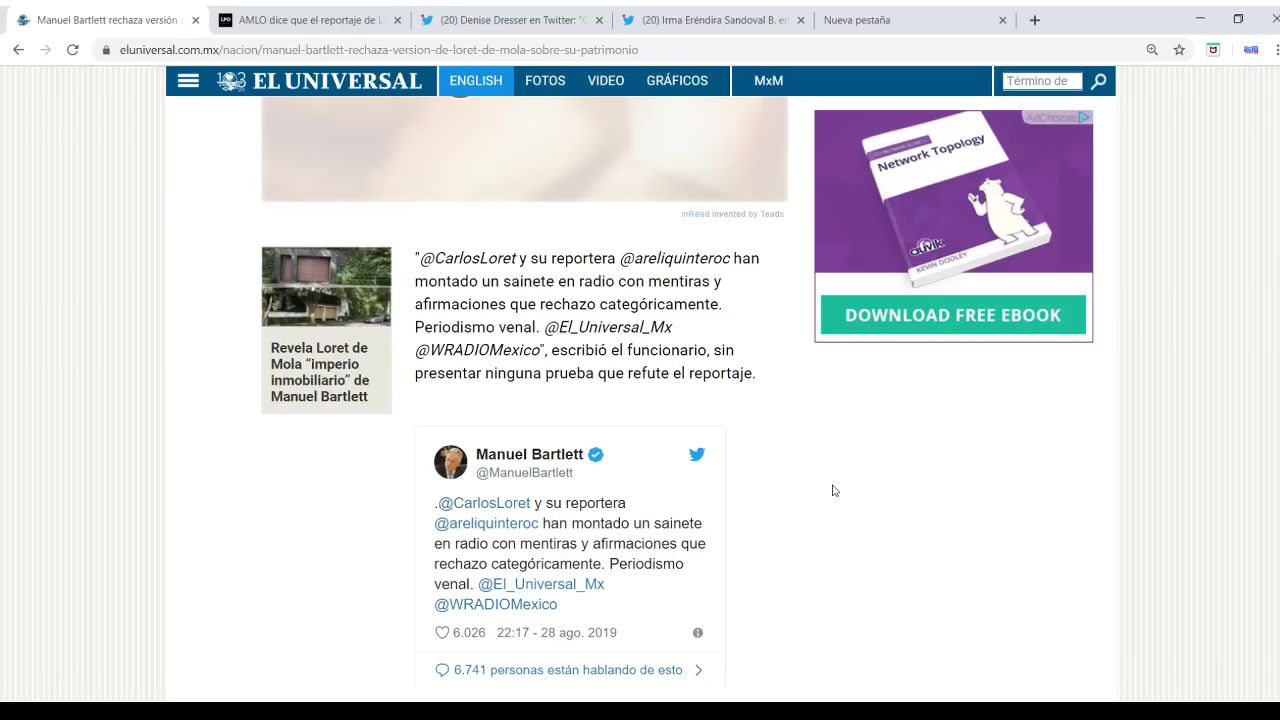 Manuel Bartlett rechaza versión
AMLO dice que el reportaje de L
(20) Denise Dresser en Twitter: "
(20) Irma Eréndira Sandoval B. en
Nueva pestaña
eluniversal.com.mx/nacion/manuel-bartlett-rechaza-version-de-loret-de-mola-sobre-su-patrimonio
103 EL UNIVERSAL
ENGLISH FOTOS VIDEO GRÁFICOS MxM
Término de
AdChoices
Network Topology
auvik
KEVIN DOOLEY
DOWNLOAD FREE EBOOK
inRead invented by Teads
Revela Loret de
Mola “Imperio
inmobiliario” de
Manuel Bartlett
"@CarlosLoret y su reportera @areliquinteroc han
montado un sainete en radio con mentiras y
afirmaciones que rechazo categóricamente.
Periodismo venal. @El_Universal_Mx
@WRADIOMexico", escribió el funcionario, sin
presentar ninguna prueba que refute el reportaje.
Manuel Bartlett
@ManuelBartlett
.@CarlosLoret y su reportera
@areliquinteroc han montado un sainete
en radio con mentiras y afirmaciones que
rechazo categóricamente. Periodismo
venal. @El_Universal_Mx
@WRADIOMexico
6.026 22:17 - 28 ago. 2019
6.741 personas están hablando de esto